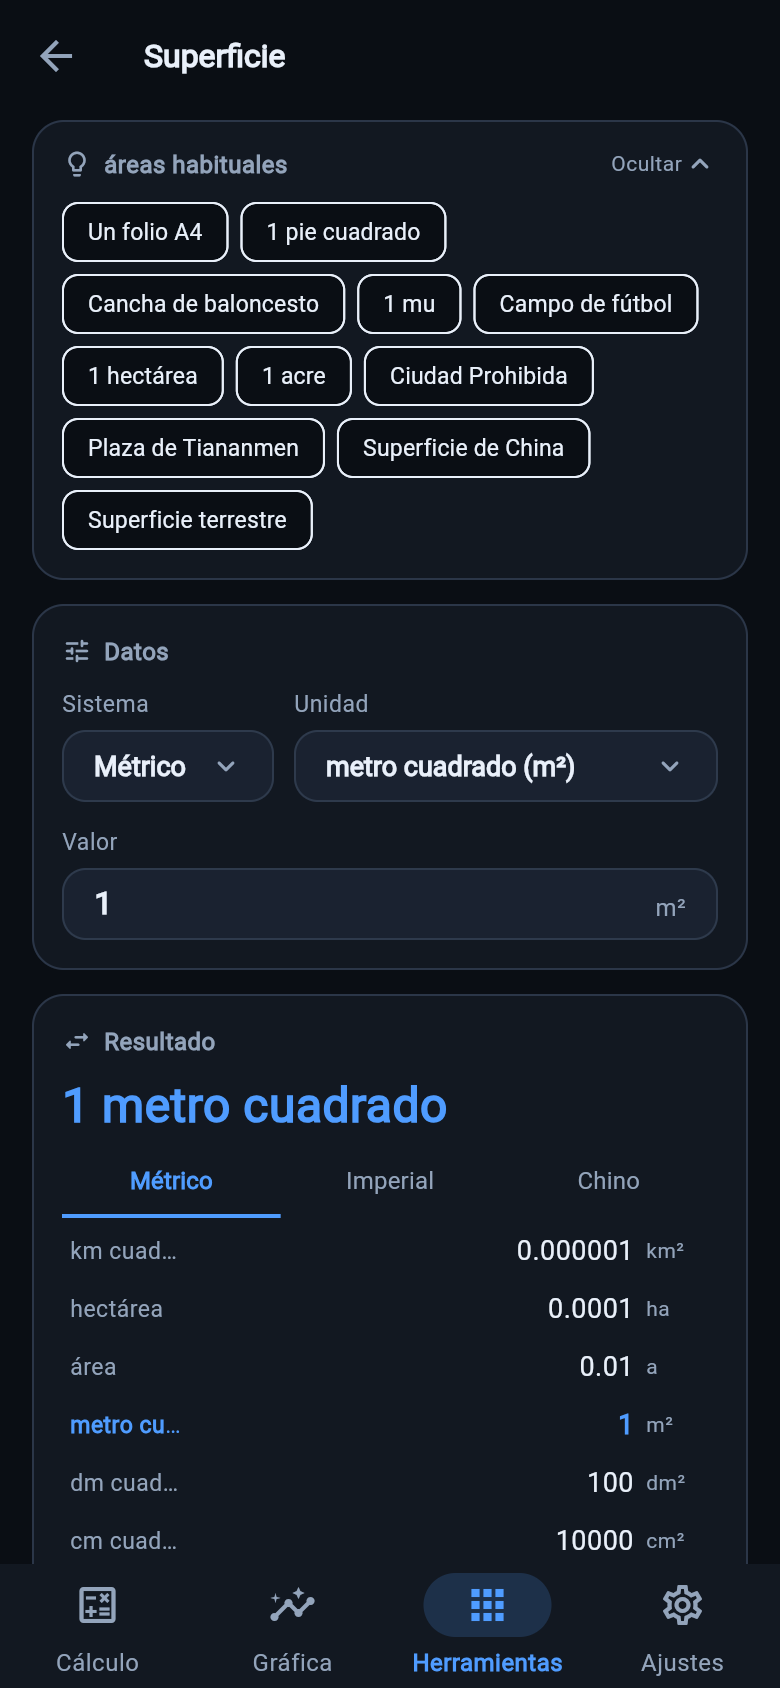 Superficie
áreas habituales
Ocultar
Un folio A4
1 pie cuadrado
Cancha de baloncesto
1 mu
Campo de fútbol
1 hectárea
1 acre
Ciudad Prohibida
Plaza de Tiananmen
Superficie de China
Superficie terrestre
Datos
Sistema
Unidad
Métrico
metro cuadrado (m²)
Valor
1 m²
Resultado
1 metro cuadrado
Métrico
Imperial
Chino
km cuad… 0.000001 km²
hectárea 0.0001 ha
área 0.01 a
metro cu… 1 m²
dm cuad… 100 dm²
cm cuad… 10000 cm²
Cálculo
Gráfica
Herramientas
Ajustes